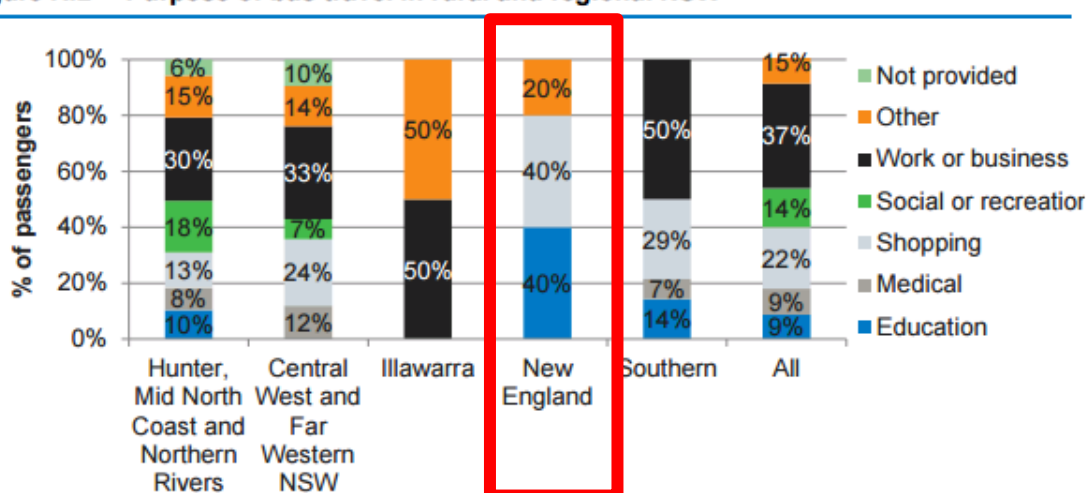 100%
80%
60%
40%
20%
0%
% of passengers
6%
15%
30%
18%
13%
8%
10%
10%
14%
33%
7%
24%
12%
50%
50%
20%
40%
40%
50%
29%
7%
14%
15%
37%
14%
22%
9%
9%
Hunter,
Mid North
Coast and
Northern
Rivers
Central
West and
Far
Western
NSW
Illawarra
New
England
Southern
All
Not provided
Other
Work or business
Social or recreation
Shopping
Medical
Education